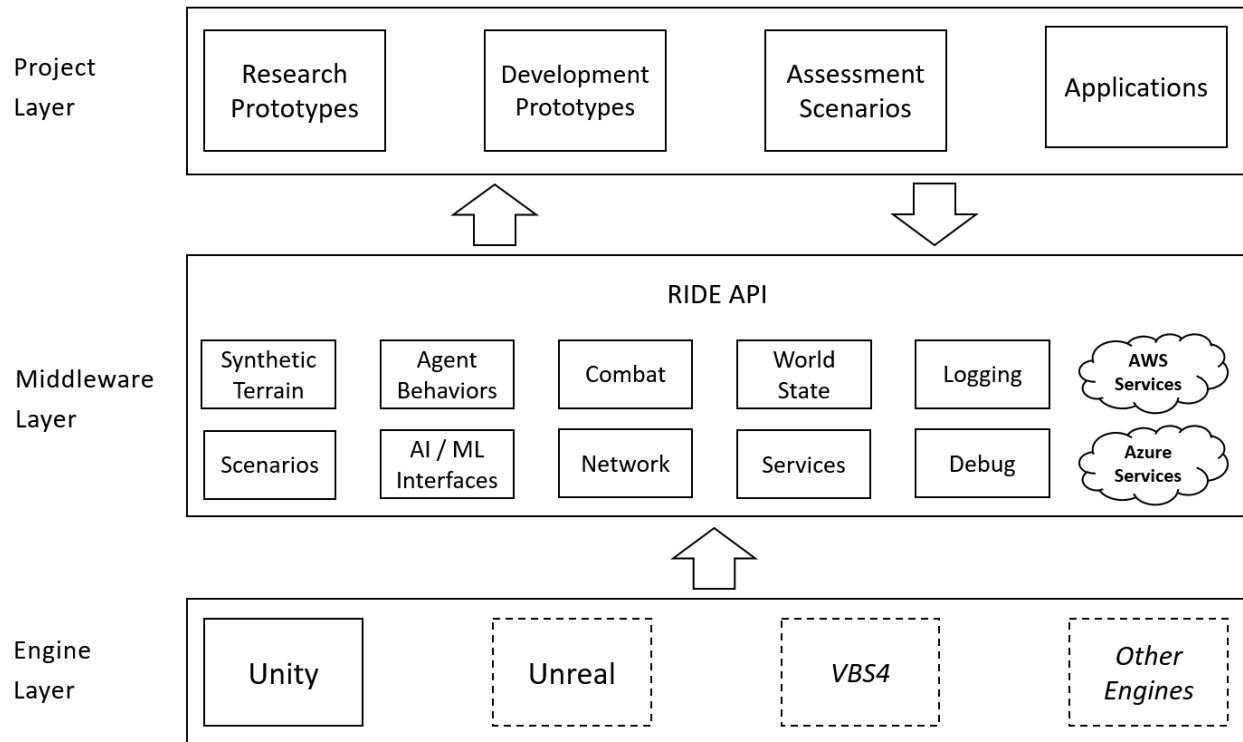 Project
Layer
Research
Prototypes
Development
Prototypes
Assessment
Scenarios
Applications
Middleware
Layer
RIDE API
Synthetic
Terrain
Agent
Behaviors
Combat
World
State
Logging
AWS
Services
Scenarios
AI / ML
Interfaces
Network
Services
Debug
Azure
Services
Engine
Layer
Unity
Unreal
VBS4
Other
Engines